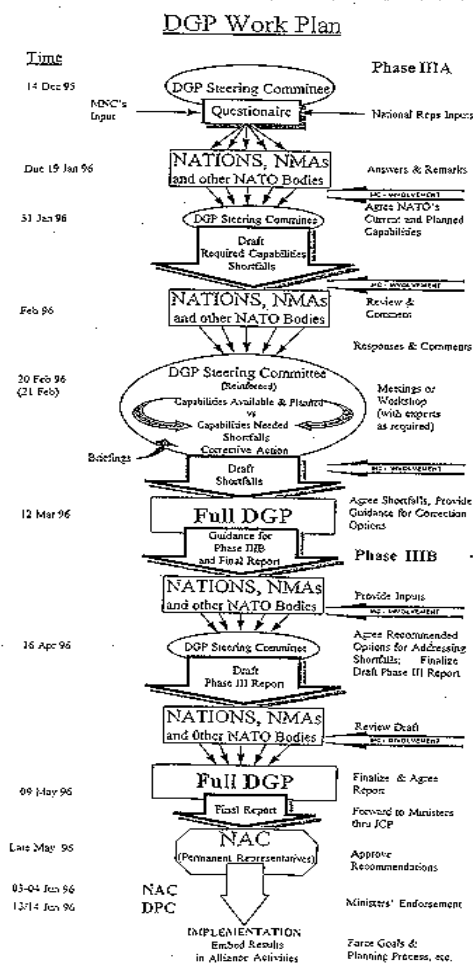 DGP Work Plan
Time
Phase IIIA
14 Dec 95
DGP Steering Committee
MNC's
Input
Questionaire
National Reps Inputs
Due 19 Jan 96
NATIONS, NMAs
and other NATO Bodies
Answers & Remarks
31 Jan 96
DGP Steering Commitee
Agree NATO's
Current and Planned
Capabilities
Draft
Required Capabilities
Shortfalls
Feb 96
NATIONS, NMAs
and other NATO Bodies
Review &
Comment
Responses & Comments
20 Feb 96
(21 Feb)
DGP Steering Committee
(Reinforced)
Capabilities Available & Planned
vs
Capabilities Needed
Shortfalls
Corrective Action
Meetings or
Workshop
(with experts
as required)
Briefings
Draft
Shortfalls
12 Mar 96
Full DGP
Agree Shortfalls, Provide
Guidance for Correction
Options
Guidance for
Phase IIIB
and Final Report
Phase IIIB
NATIONS, NMAs
and other NATO Bodies
Provide Inputs
16 Apr 96
DGP Steering Committee
Agree Recommended
Options for Addressing
Shortfalls; Finalize
Draft Phase III Report
Draft
Phase III Report
NATIONS, NMAs
and 0ther NATO Bodies
Review Draft
09 May 96
Full DGP
Finalize & Agree
Report
Final Report
Forward to Ministers
thru JCP
Late May 96
NAC
(Permanent Representatives)
Approve
Recommendations
03-04 Jun 96
NAC
13/14 Jun 96
DPC
Ministers' Endorsement
IMPLEMENTATION
Embed Results
in Alliance Activities
Force Goals &
Planning Process, etc.